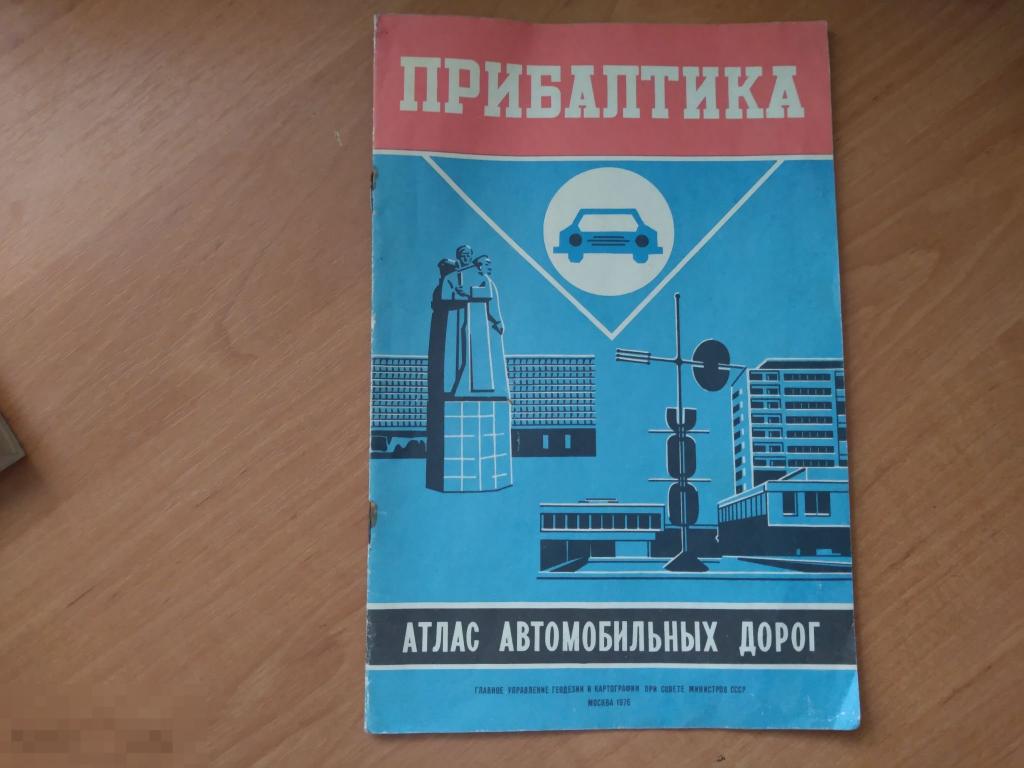 ПРИБАЛТИКА
АТЛАС АВТОМОБИЛЬНЫХ ДОРОГ
ГЛАВНОЕ УПРАВЛЕНИЕ ГЕОДЕЗИИ И КАРТОГРАФИИ ПРИ СОВЕТЕ МИНИСТРОВ СССР
МОСКВА 1976